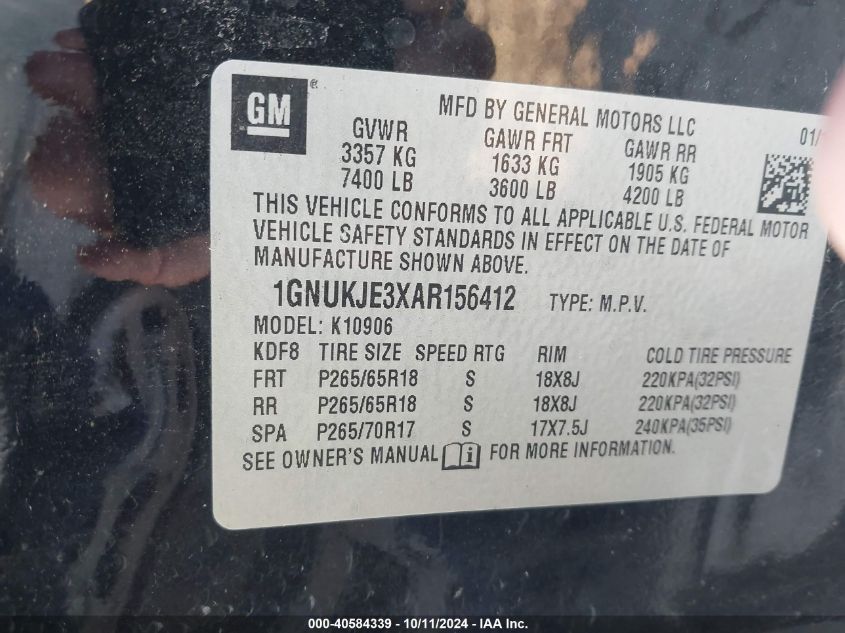 GM ®
MFD BY GENERAL MOTORS LLC
01/
GVWR GAWR FRT GAWR RR
3357 KG 1633 KG 1905 KG
7400 LB 3600 LB 4200 LB
THIS VEHICLE CONFORMS TO ALL APPLICABLE U.S. FEDERAL MOTOR
VEHICLE SAFETY STANDARDS IN EFFECT ON THE DATE OF
MANUFACTURE SHOWN ABOVE.
1GNUKJE3XAR156412 TYPE: M.P.V.
MODEL: K10906
KDF8 TIRE SIZE SPEED RTG RIM COLD TIRE PRESSURE
FRT P265/65R18 S 18X8J 220KPA(32PSI)
RR P265/65R18 S 18X8J 220KPA(32PSI)
SPA P265/70R17 S 17X7.5J 240KPA(35PSI)
SEE OWNER'S MANUAL i FOR MORE INFORMATION.
000-40584339 - 10/11/2024 - IAA Inc.